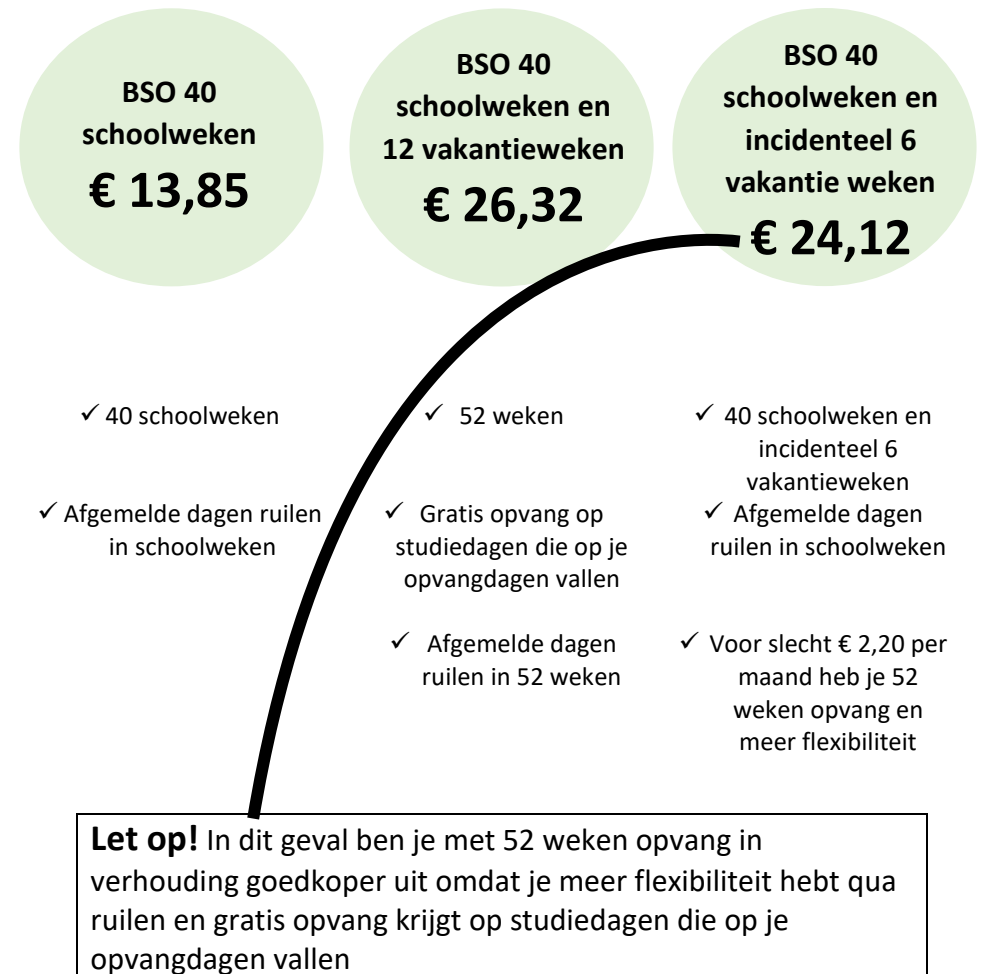 BSO 40
schoolweken
€ 13,85
BSO 40
schoolweken en
12 vakantieweken
€ 26,32
BSO 40
schoolweken en
incidenteel 6
vakantie weken
€ 24,12
✓ 40 schoolweken
✓ Afgemelde dagen ruilen
in schoolweken
✓ 52 weken
✓ Gratis opvang op
studiedagen die op je
opvangdagen vallen
✓ Afgemelde dagen
ruilen in 52 weken
✓ 40 schoolweken en
incidenteel 6
vakantieweken
✓ Afgemelde dagen
ruilen in schoolweken
✓ Voor slecht € 2,20 per
maand heb je 52
weken opvang en
meer flexibiliteit
Let op! In dit geval ben je met 52 weken opvang in
verhouding goedkoper uit omdat je meer flexibiliteit hebt qua
ruilen en gratis opvang krijgt op studiedagen die op je
opvangdagen vallen